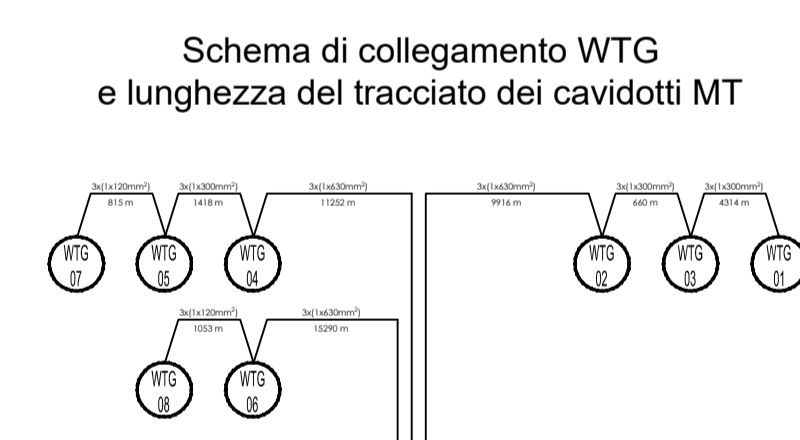 Schema di collegamento WTG
e lunghezza del tracciato dei cavidotti MT
3x(1x120mm²) 3x(1x300mm²) 3x(1x630mm²) 3x(1x630mm²) 3x(1x300mm²) 3x(1x300mm²)
815 m 1418 m 11252 m 9916 m 660 m 4314 m
WTG WTG WTG WTG WTG WTG
07 05 04 02 03 01
3x(1x120mm²) 3x(1x630mm²)
1053 m 15290 m
WTG WTG
08 06